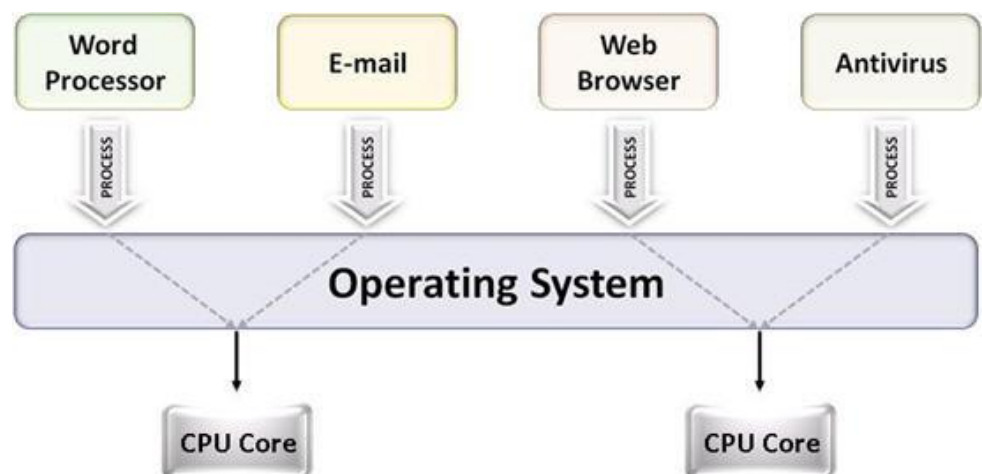 Word
Processor
E-mail
Web
Browser
Antivirus
PROCESS
PROCESS
PROCESS
PROCESS
Operating System
CPU Core
CPU Core